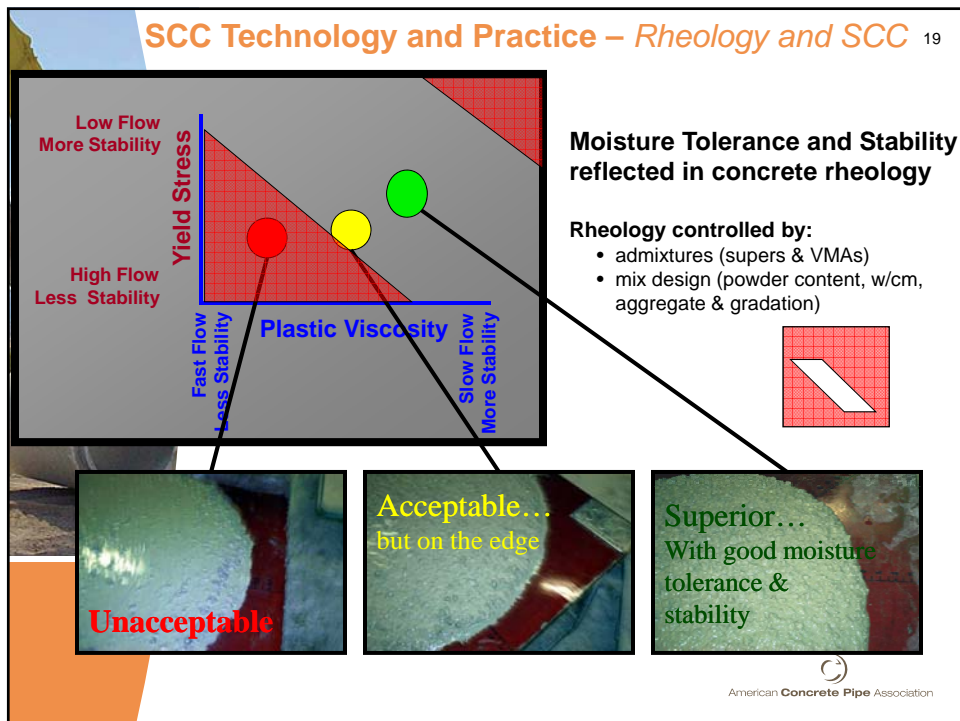 SCC Technology and Practice – Rheology and SCC 19
Low Flow
More Stability
Yield Stress
High Flow
Less Stability
Plastic Viscosity
Fast Flow
Less Stability
Slow Flow
More Stability
Moisture Tolerance and Stability
reflected in concrete rheology
Rheology controlled by:
• admixtures (supers & VMAs)
• mix design (powder content, w/cm,
aggregate & gradation)
Unacceptable
Acceptable…
but on the edge
Superior…
With good moisture
tolerance &
stability
American Concrete Pipe Association